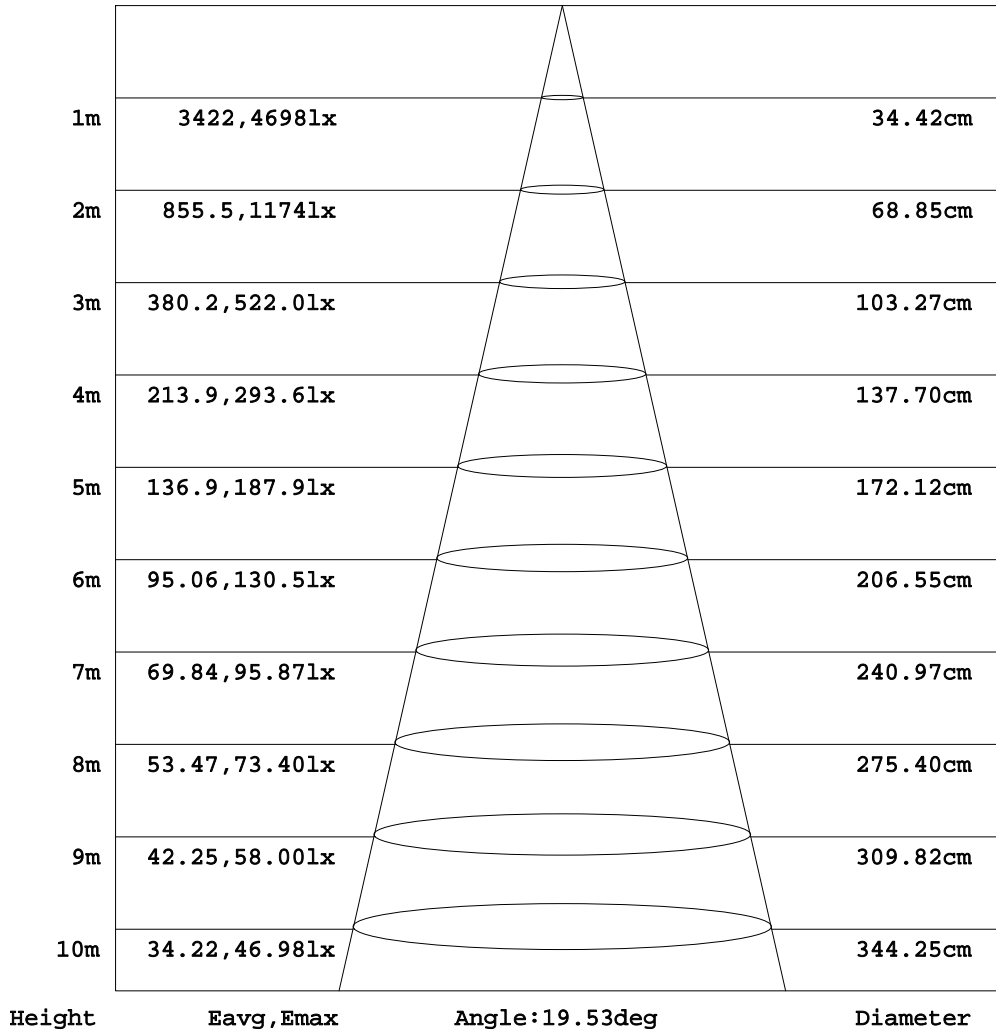 1m 3422,4698lx 34.42cm
2m 855.5,1174lx 68.85cm
3m 380.2,522.0lx 103.27cm
4m 213.9,293.6lx 137.70cm
5m 136.9,187.9lx 172.12cm
6m 95.06,130.5lx 206.55cm
7m 69.84,95.87lx 240.97cm
8m 53.47,73.40lx 275.40cm
9m 42.25,58.00lx 309.82cm
10m 34.22,46.98lx 344.25cm
Height Eavg,Emax Angle:19.53deg Diameter